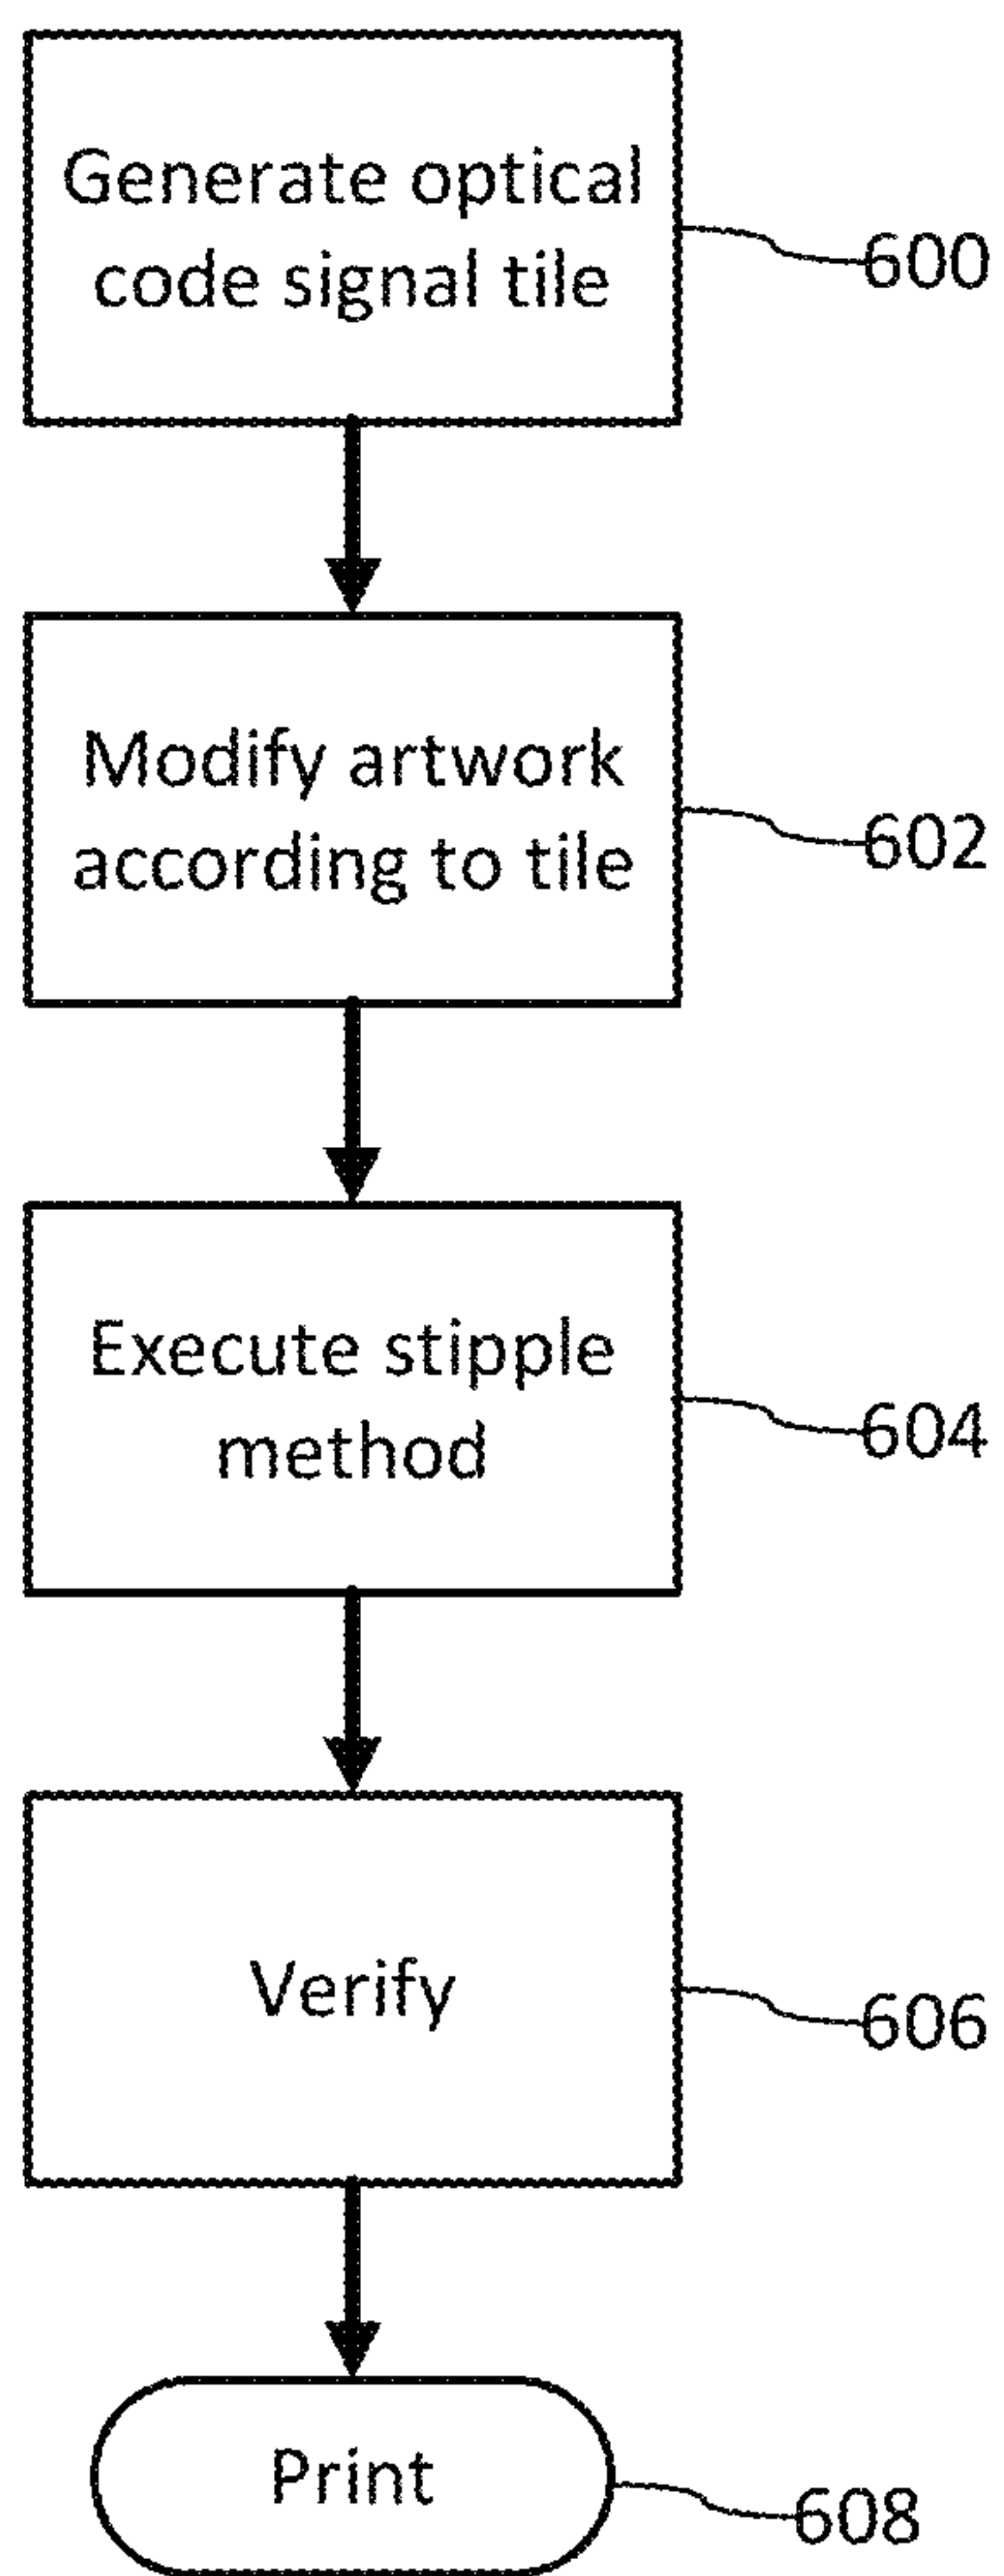 Generate optical
code signal tile
600
Modify artwork
according to tile
602
Execute stipple
method
604
Verify
606
Print
608